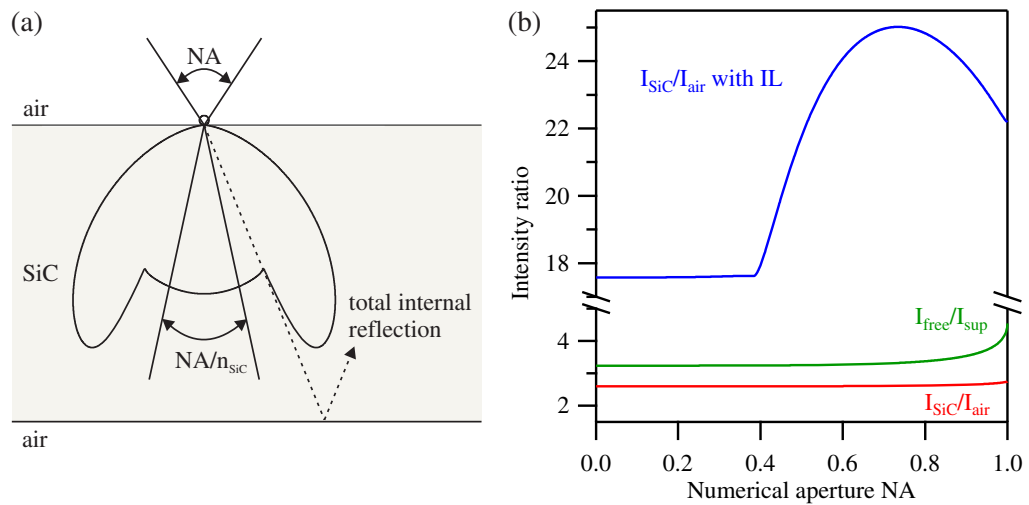 (a)
NA
air
SiC
total internal
reflection
NA/n_SiC
air
(b)
I_SiC/I_air with IL
I_free/I_sup
I_SiC/I_air
Intensity ratio
24
22
20
18
4
2
0.0 0.2 0.4 0.6 0.8 1.0
Numerical aperture NA